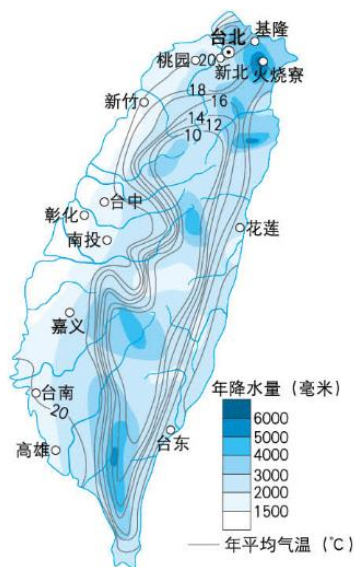 基隆
台北
桃园
20
新北
火烧寮
18
16
新竹
14
12
10
台中
彰化
南投
花莲
嘉义
台南
20
高雄
台东
年降水量（毫米）
6000
5000
4000
3000
2000
1500
年平均气温（℃）